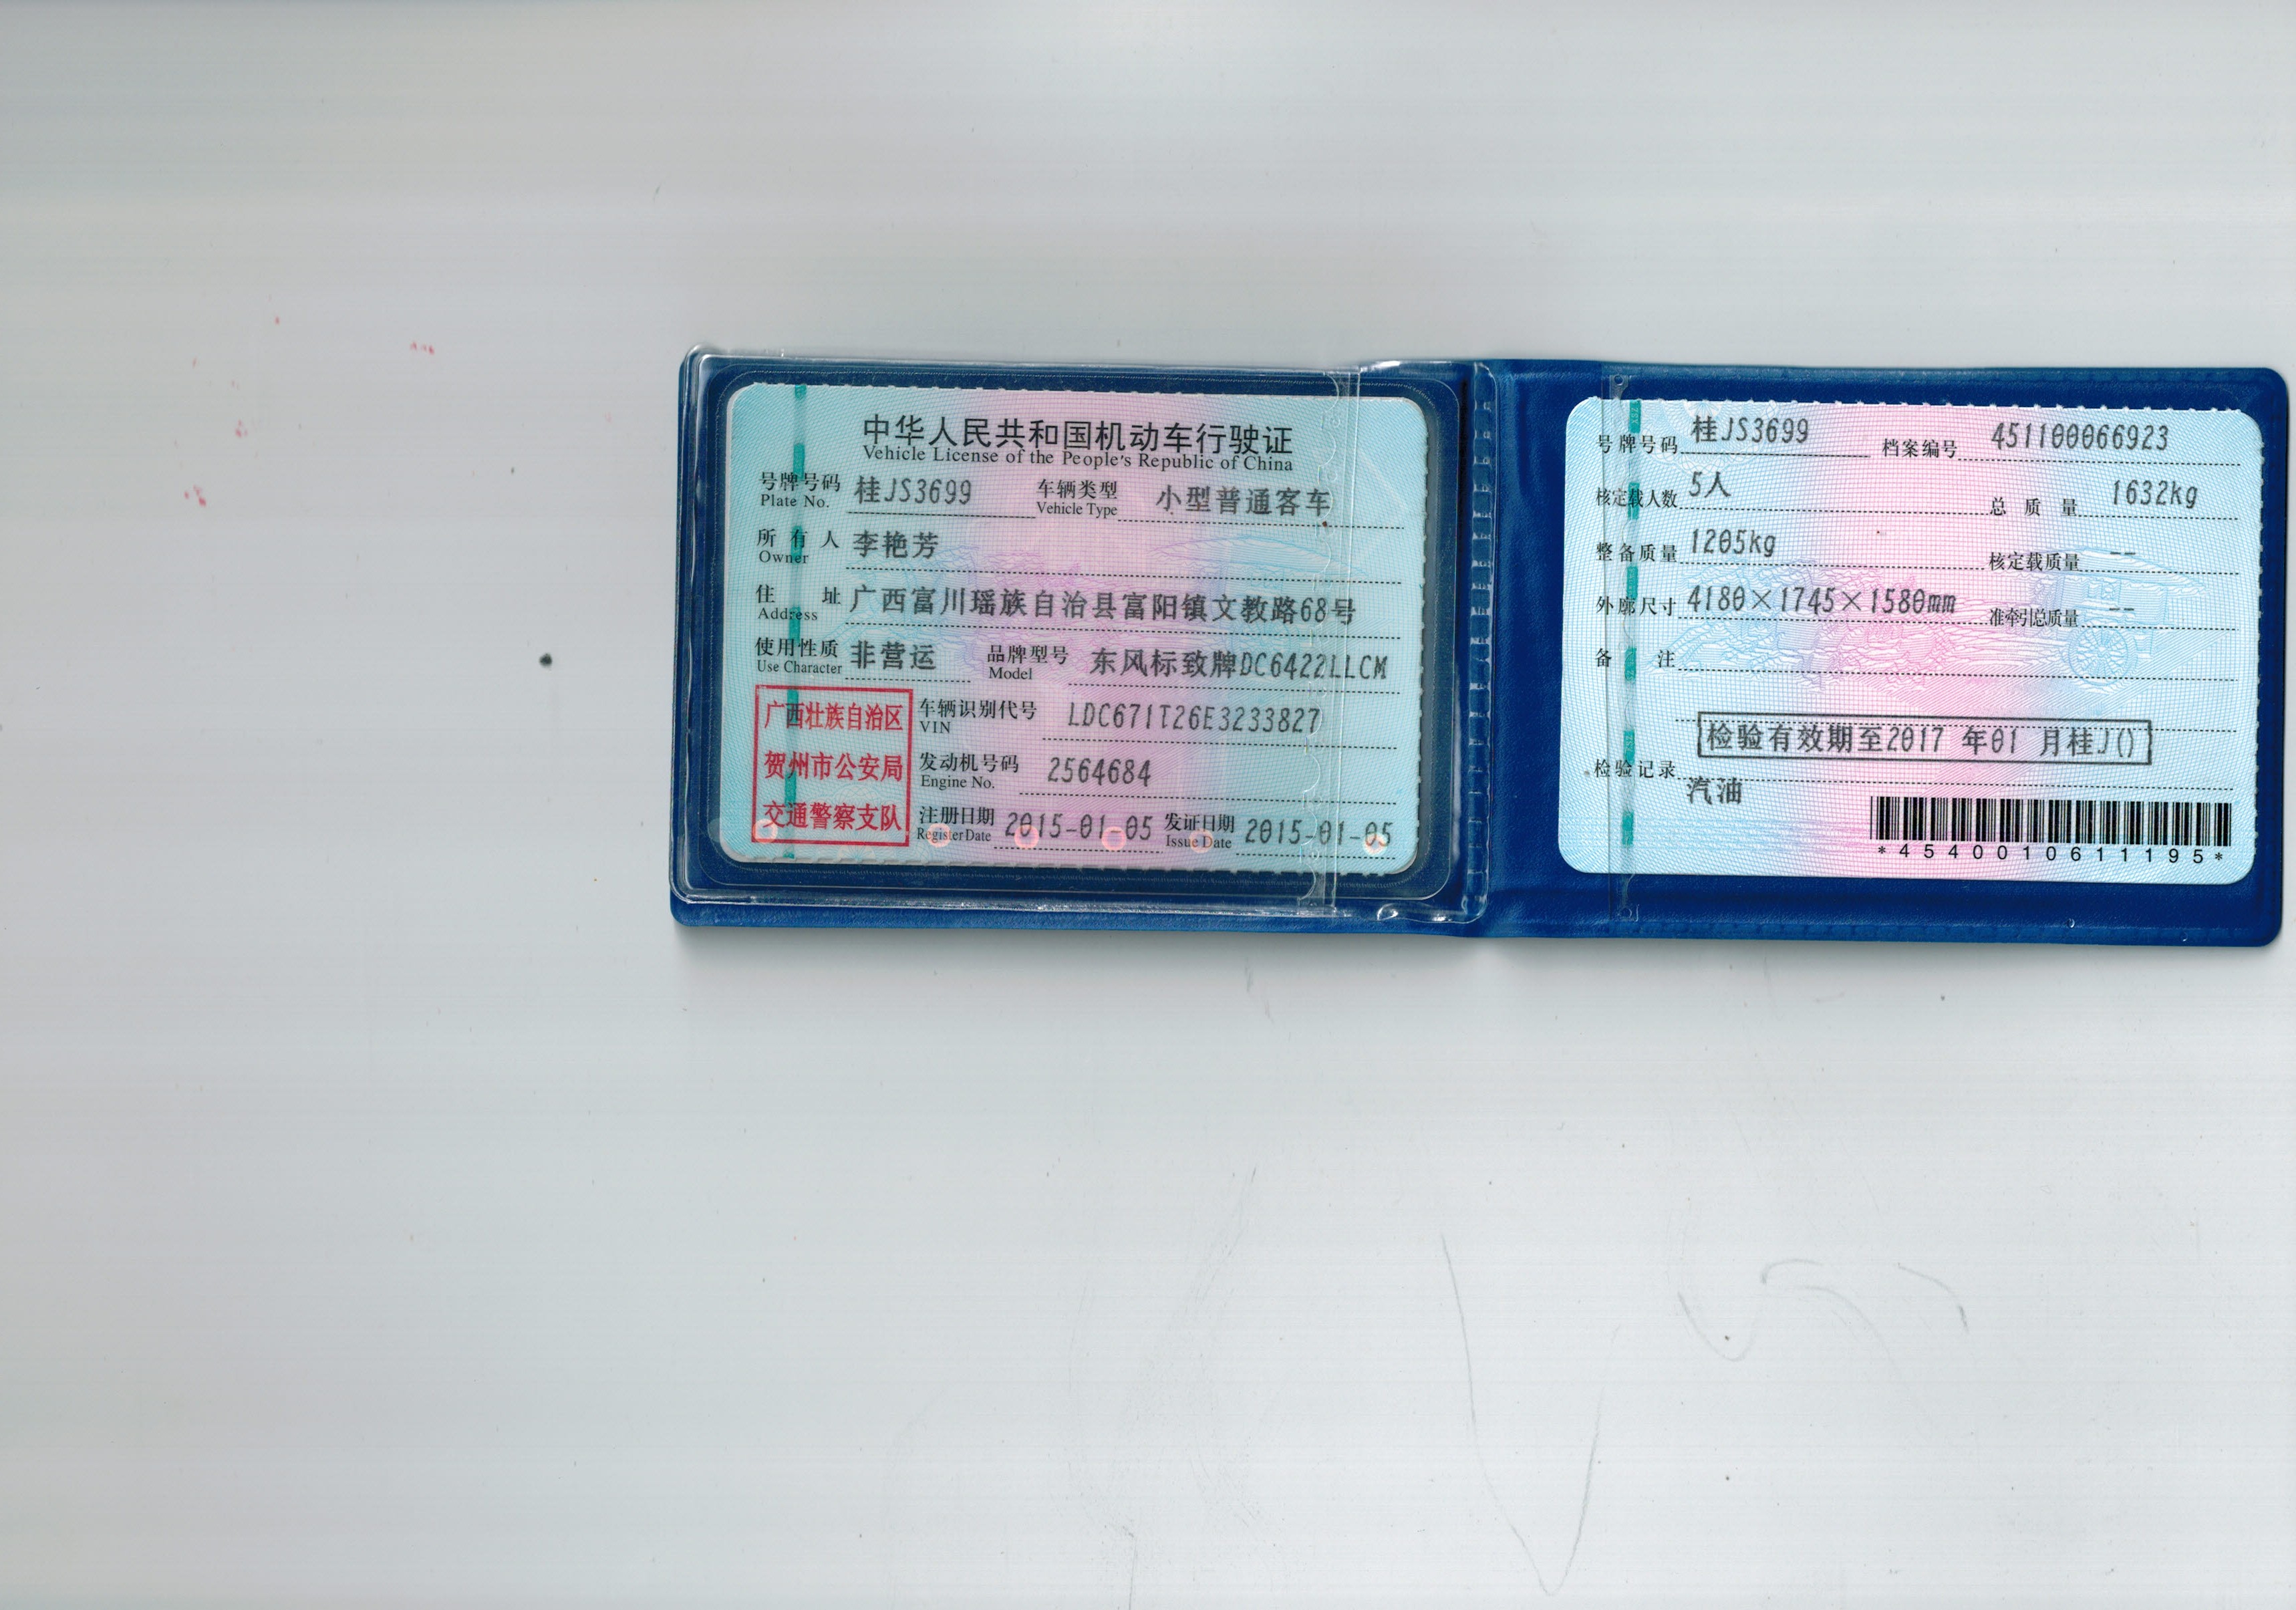 中华人民共和国机动车行驶证
Vehicle License of the People's Republic of China
号牌号码 桂JS3699 车辆类型 小型普通客车
Plate No. Vehicle Type
所有人 李艳芳
Owner
住址 广西富川瑶族自治县富阳镇文教路68号
Address
使用性质 非营运 品牌型号 东风标致牌DC6422LLCM
Use Character Model
广西壮族自治区
贺州市公安局
交通警察支队
车辆识别代号 LDC671T26E3233827
VIN
发动机号码 2564684
Engine No.
注册日期 2015-01-05 发证日期 2015-01-05
Register Date Issue Date
号牌号码 桂JS3699 档案编号 451100066923
核定载人数 5人 总质量 1632kg
整备质量 1205kg 核定载质量 --
外廓尺寸 4180×1745×1580mm 准牵引总质量 --
备注
检验有效期至2017 年01 月桂J()
检验记录
汽油
*4540010611195*